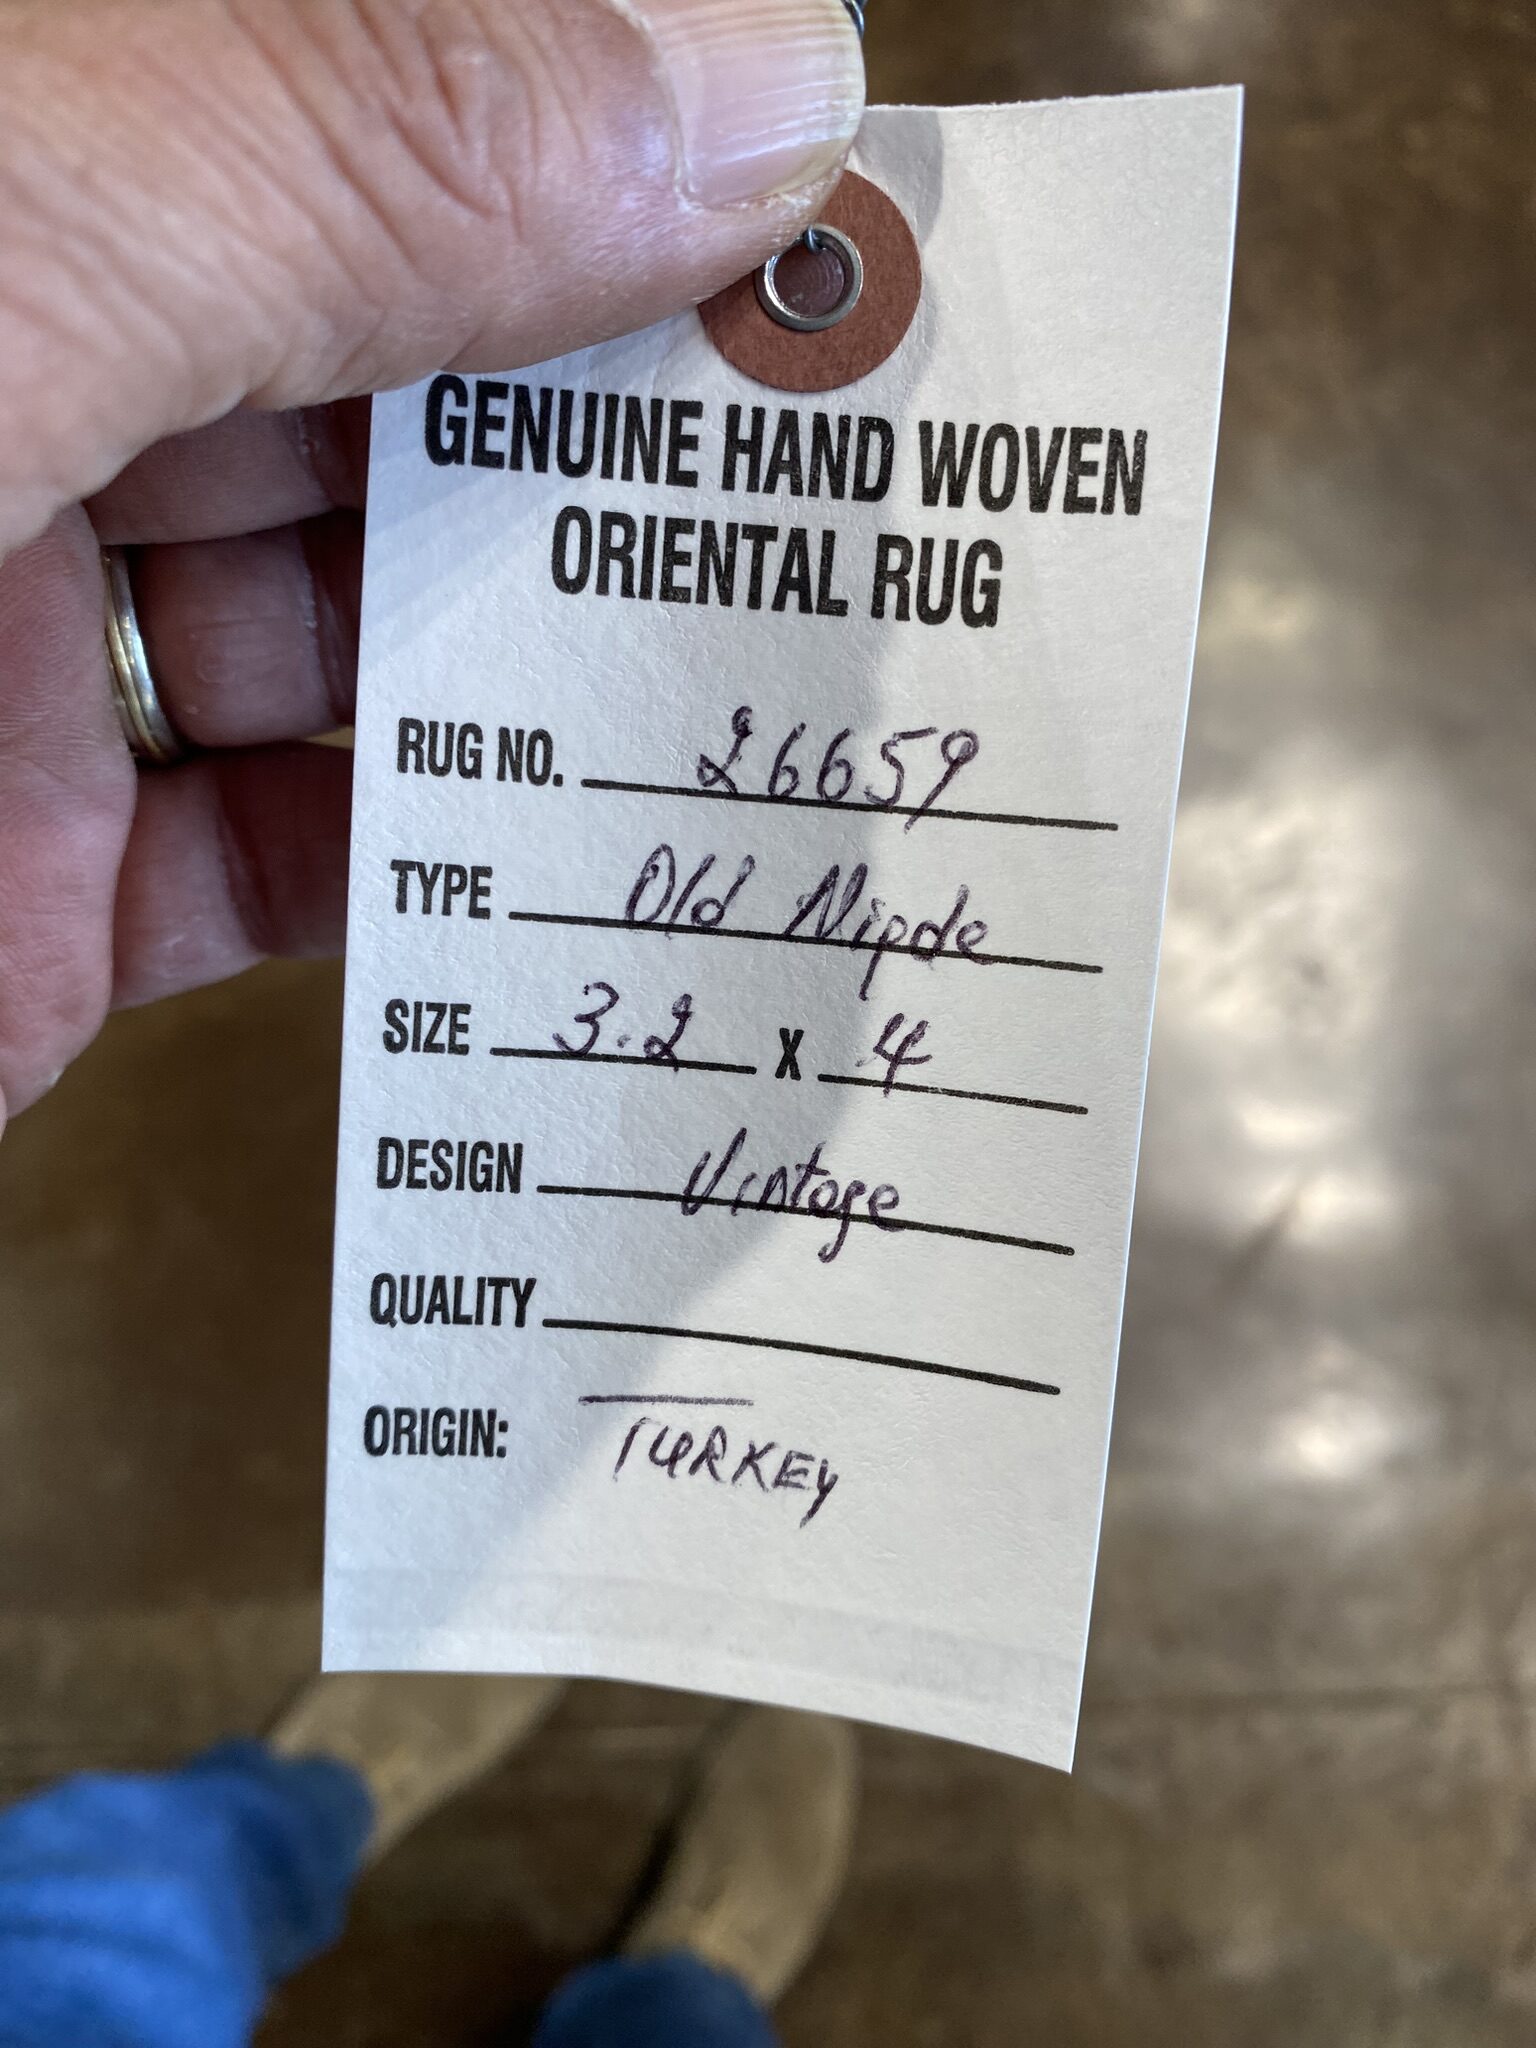 GENUINE HAND WOVEN
ORIENTAL RUG
RUG NO. 26659
TYPE Old Nigde
SIZE 3.2 X 4
DESIGN Vintage
QUALITY
ORIGIN: TURKEY